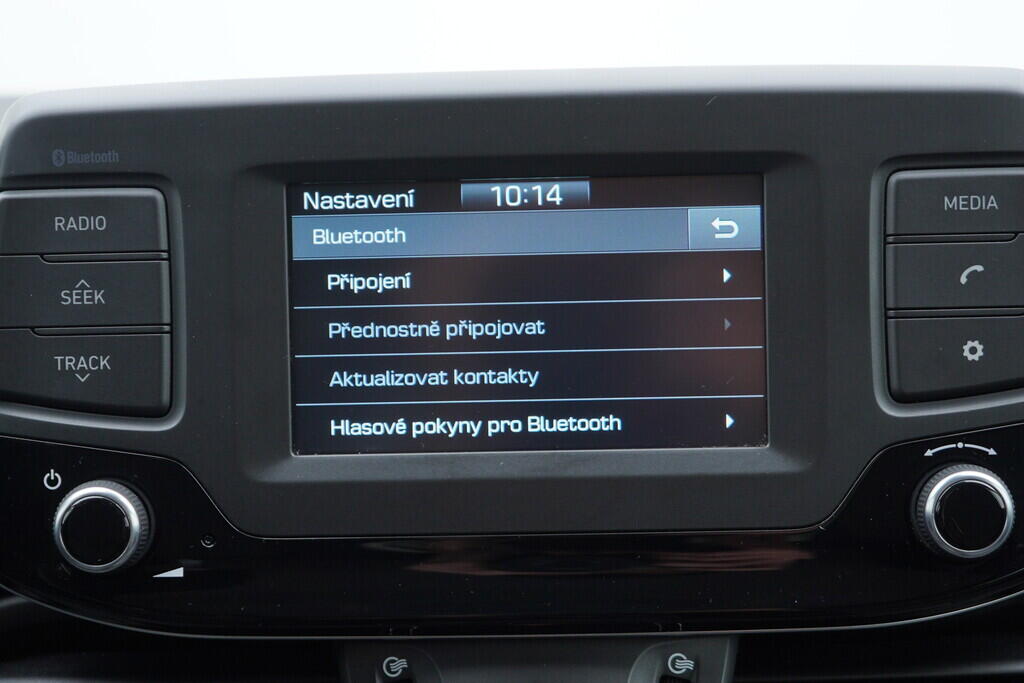 Bluetooth
RADIO
SEEK
TRACK
Nastavení 10:14
Bluetooth
Připojení
Přednostně připojovat
Aktualizovat kontakty
Hlasové pokyny pro Bluetooth
MEDIA